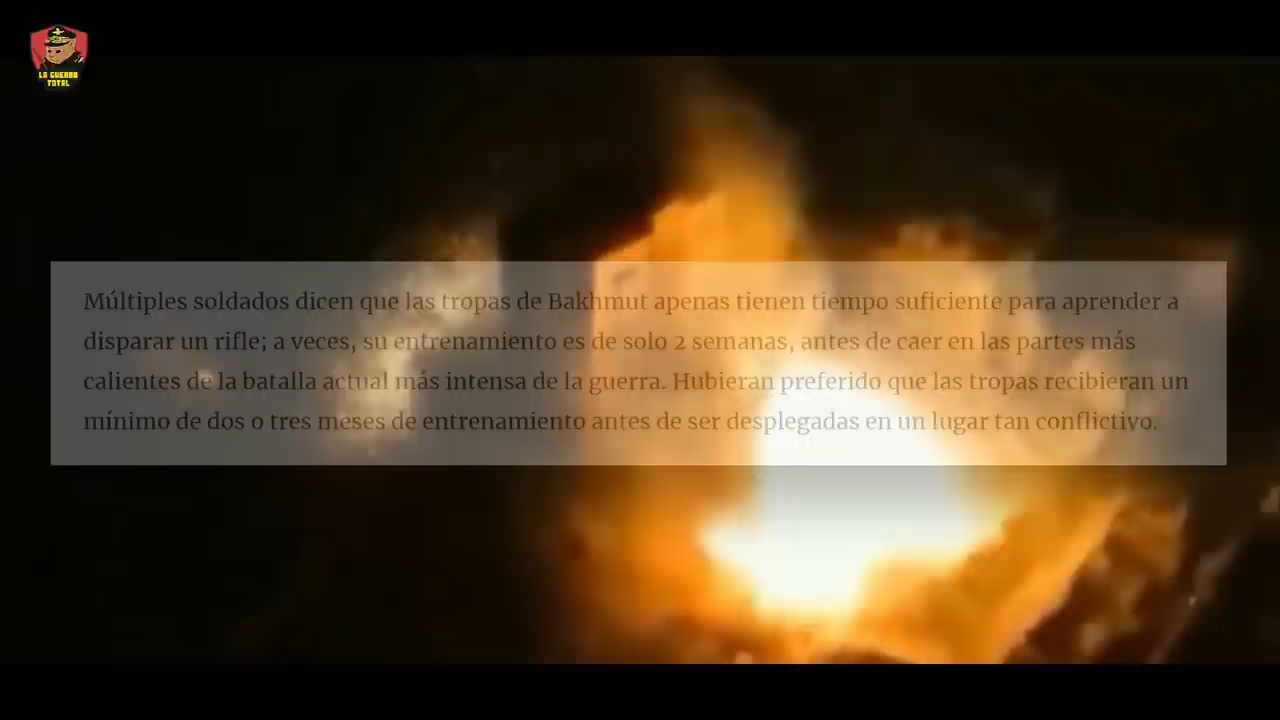 LA GUERRA
TOTAL
Múltiples soldados dicen que las tropas de Bakhmut apenas tienen tiempo suficiente para aprender a
disparar un rifle; a veces, su entrenamiento es de solo 2 semanas, antes de caer en las partes más
calientes de la batalla actual más intensa de la guerra. Hubieran preferido que las tropas recibieran un
mínimo de dos o tres meses de entrenamiento antes de ser desplegadas en un lugar tan conflictivo.